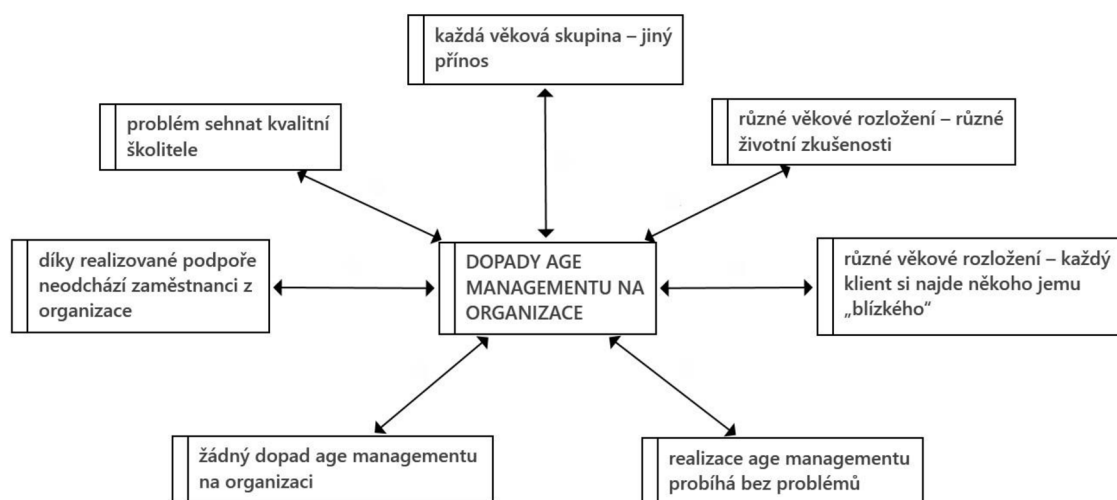 každá věková skupina – jiný
přínos
problém sehnat kvalitní
školitele
různé věkové rozložení – různé
životní zkušenosti
díky realizované podpoře
neodchází zaměstnanci z
organizace
DOPADY AGE
MANAGEMENTU NA
ORGANIZACE
různé věkové rozložení – každý
klient si najde někoho jemu
„blízkého“
žádný dopad age managementu
na organizaci
realizace age managementu
probíhá bez problémů